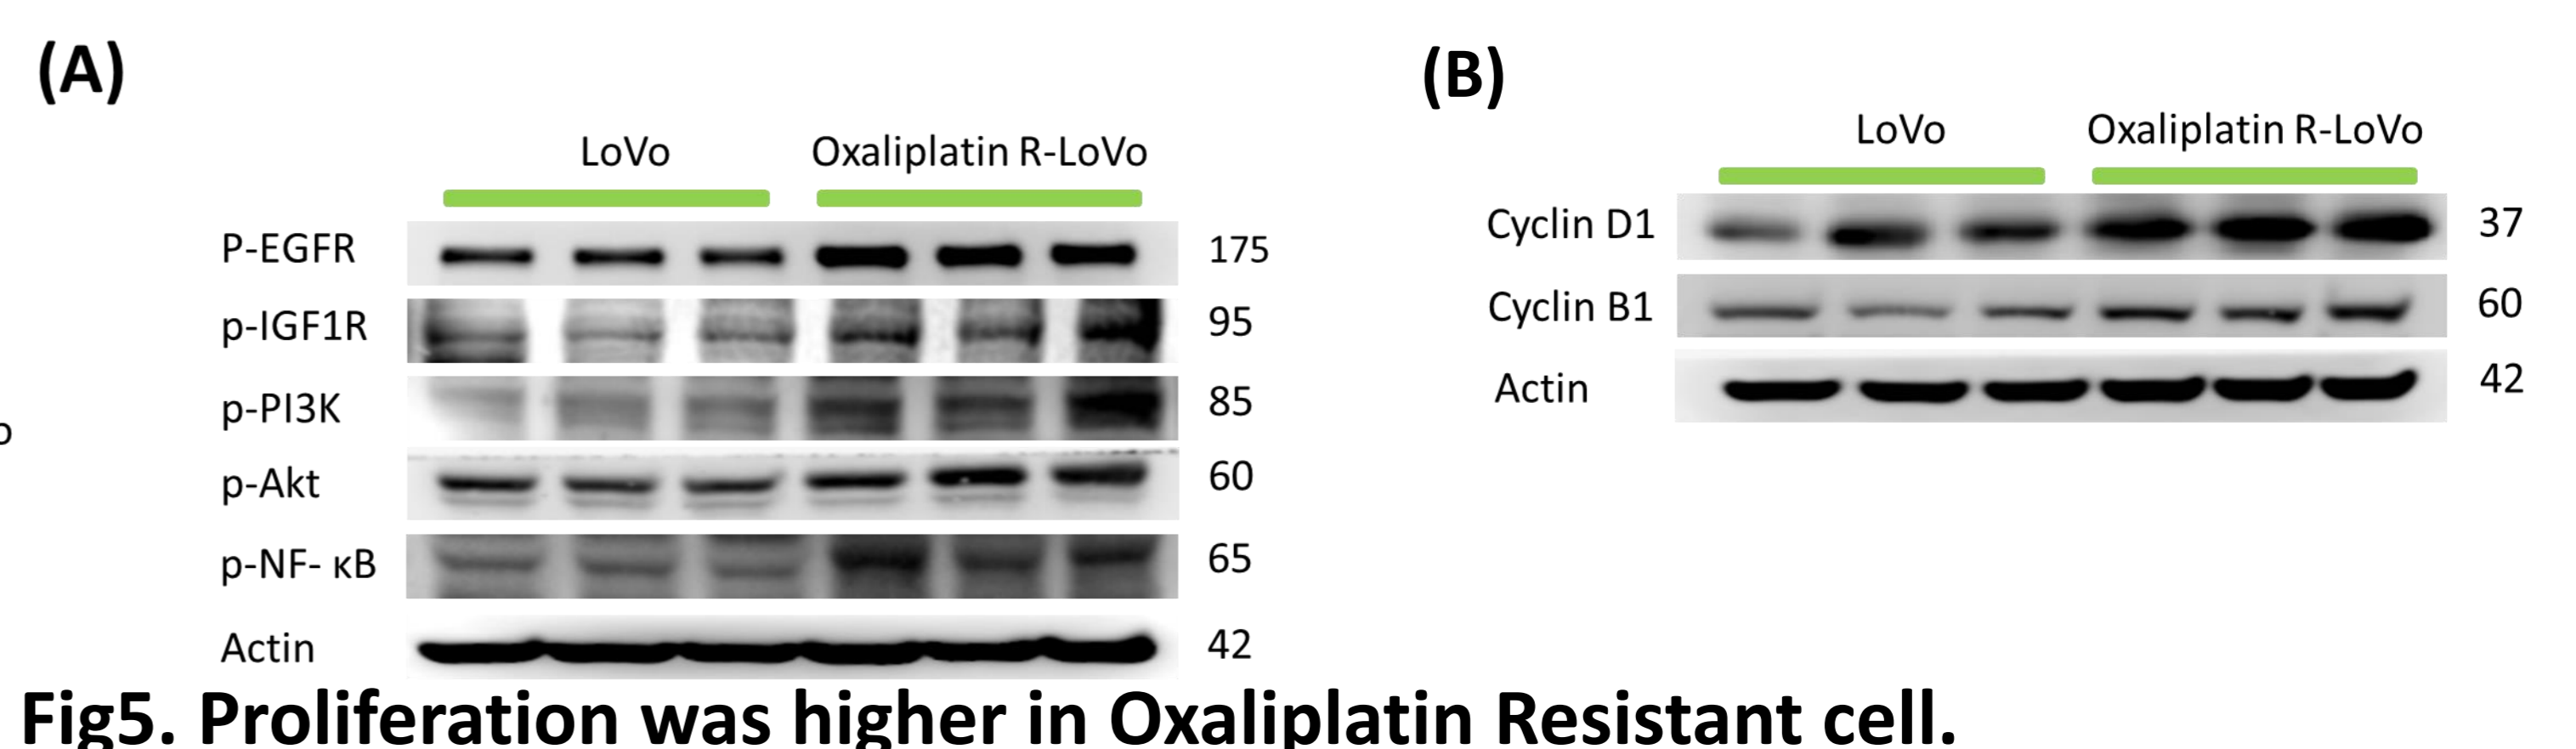 (A)
LoVo Oxaliplatin R-LoVo
P-EGFR 175
p-IGF1R 95
p-PI3K 85
p-Akt 60
p-NF- κB 65
Actin 42
(B)
LoVo Oxaliplatin R-LoVo
Cyclin D1 37
Cyclin B1 60
Actin 42
Fig5. Proliferation was higher in Oxaliplatin Resistant cell.